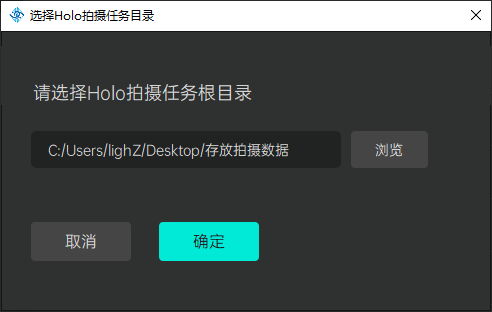 选择Holo拍摄任务目录
请选择Holo拍摄任务根目录
C:/Users/lighZ/Desktop/存放拍摄数据
浏览
取消
确定